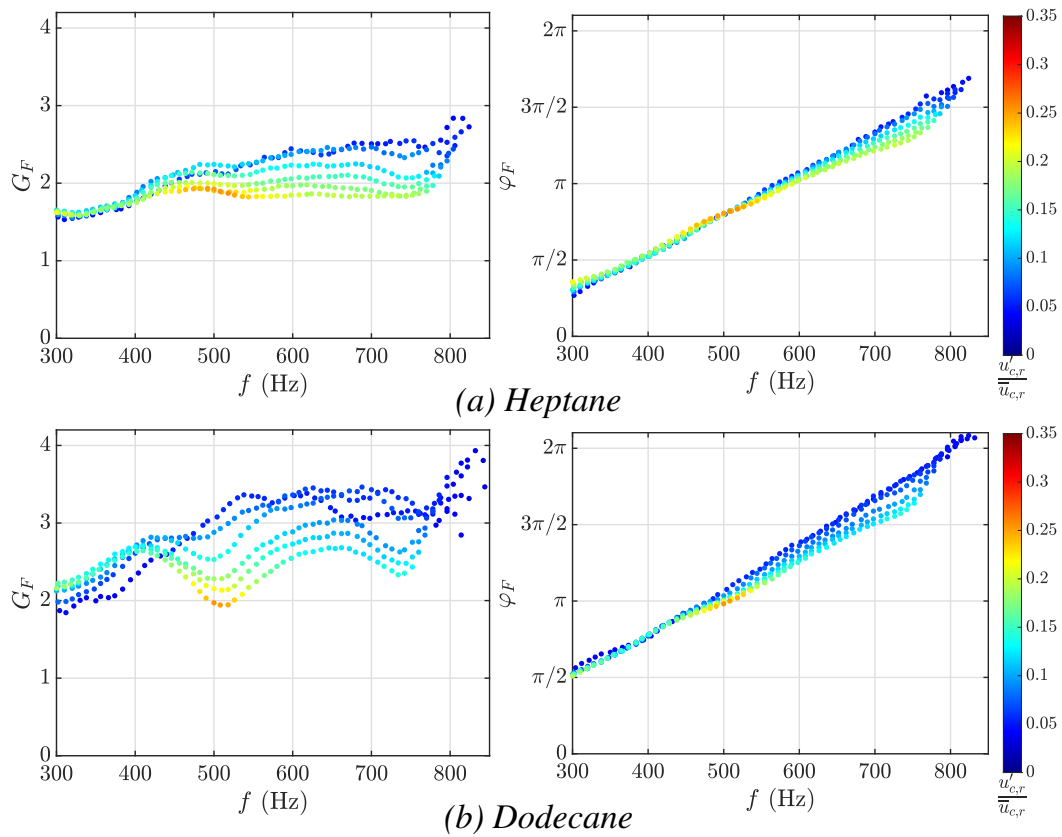 4
3
2
1
0
G_F
300 400 500 600 700 800
f (Hz)
2π
3π/2
π
π/2
0
φ_F
300 400 500 600 700 800
f (Hz)
0.35
0.3
0.25
0.2
0.15
0.1
0.05
0
u'_{c,r}
u̅_{c,r}
(a) Heptane
4
3
2
1
0
G_F
300 400 500 600 700 800
f (Hz)
2π
3π/2
π
π/2
0
φ_F
300 400 500 600 700 800
f (Hz)
0.35
0.3
0.25
0.2
0.15
0.1
0.05
0
u'_{c,r}
u̅_{c,r}
(b) Dodecane